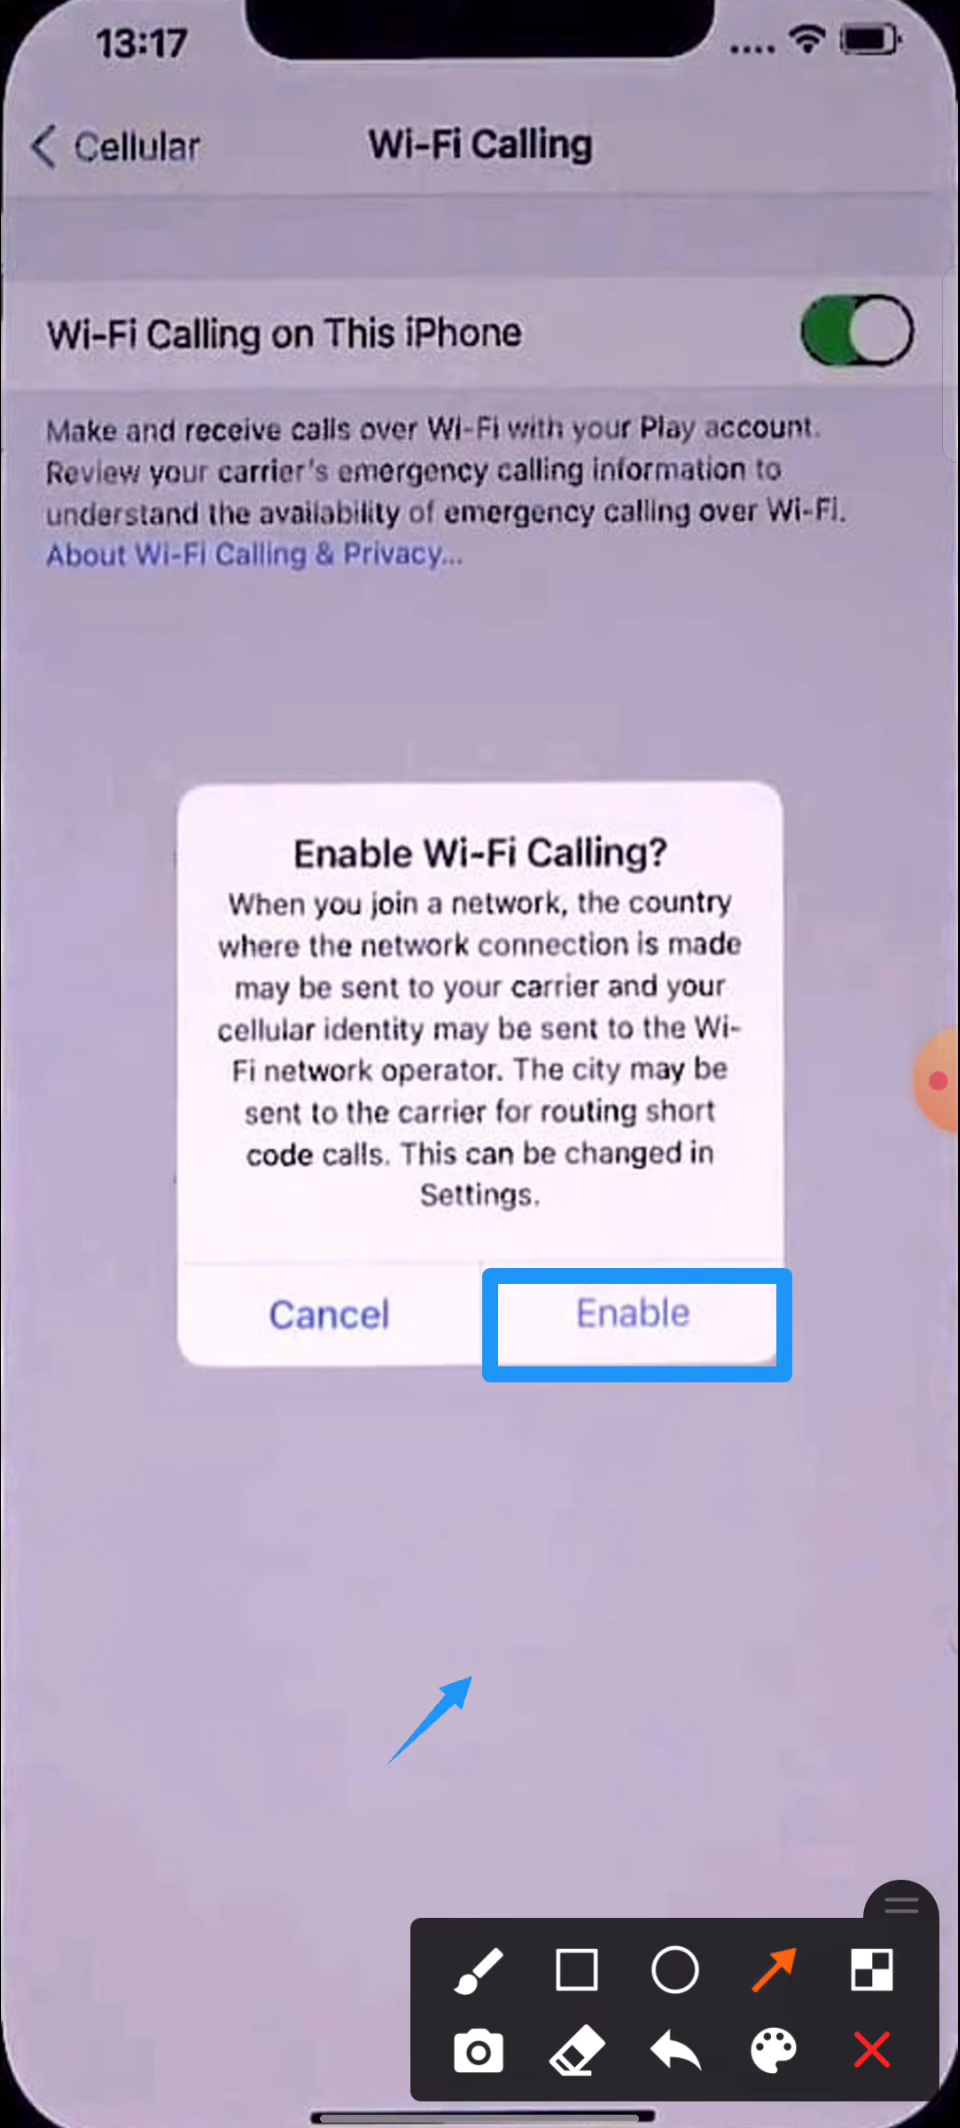 13:17
Cellular
Wi-Fi Calling
Wi-Fi Calling on This iPhone
Make and receive calls over Wi-Fi with your Play account.
Review your carrier's emergency calling information to
understand the availability of emergency calling over Wi-Fi.
About Wi-Fi Calling & Privacy...
Enable Wi-Fi Calling?
When you join a network, the country
where the network connection is made
may be sent to your carrier and your
cellular identity may be sent to the Wi-
Fi network operator. The city may be
sent to the carrier for routing short
code calls. This can be changed in
Settings.
Cancel
Enable